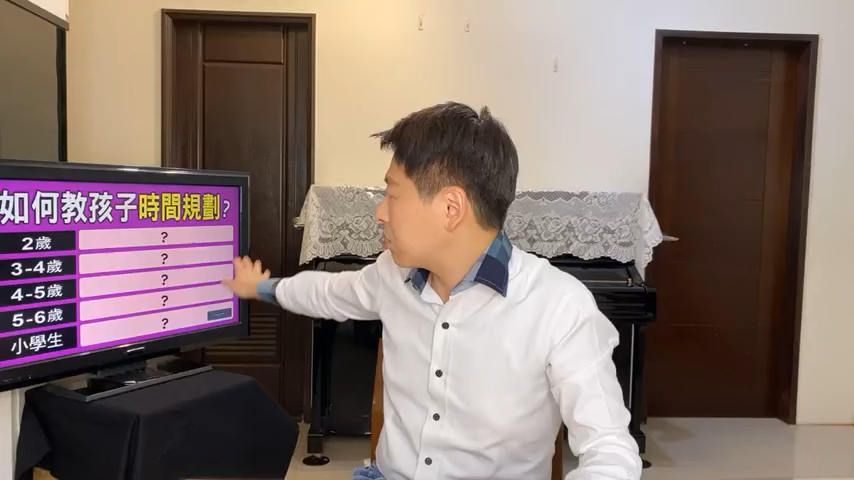 如何教孩子時間規劃?
2歲 ?
3-4歲 ?
4-5歲 ?
5-6歲 ?
小學生 ?